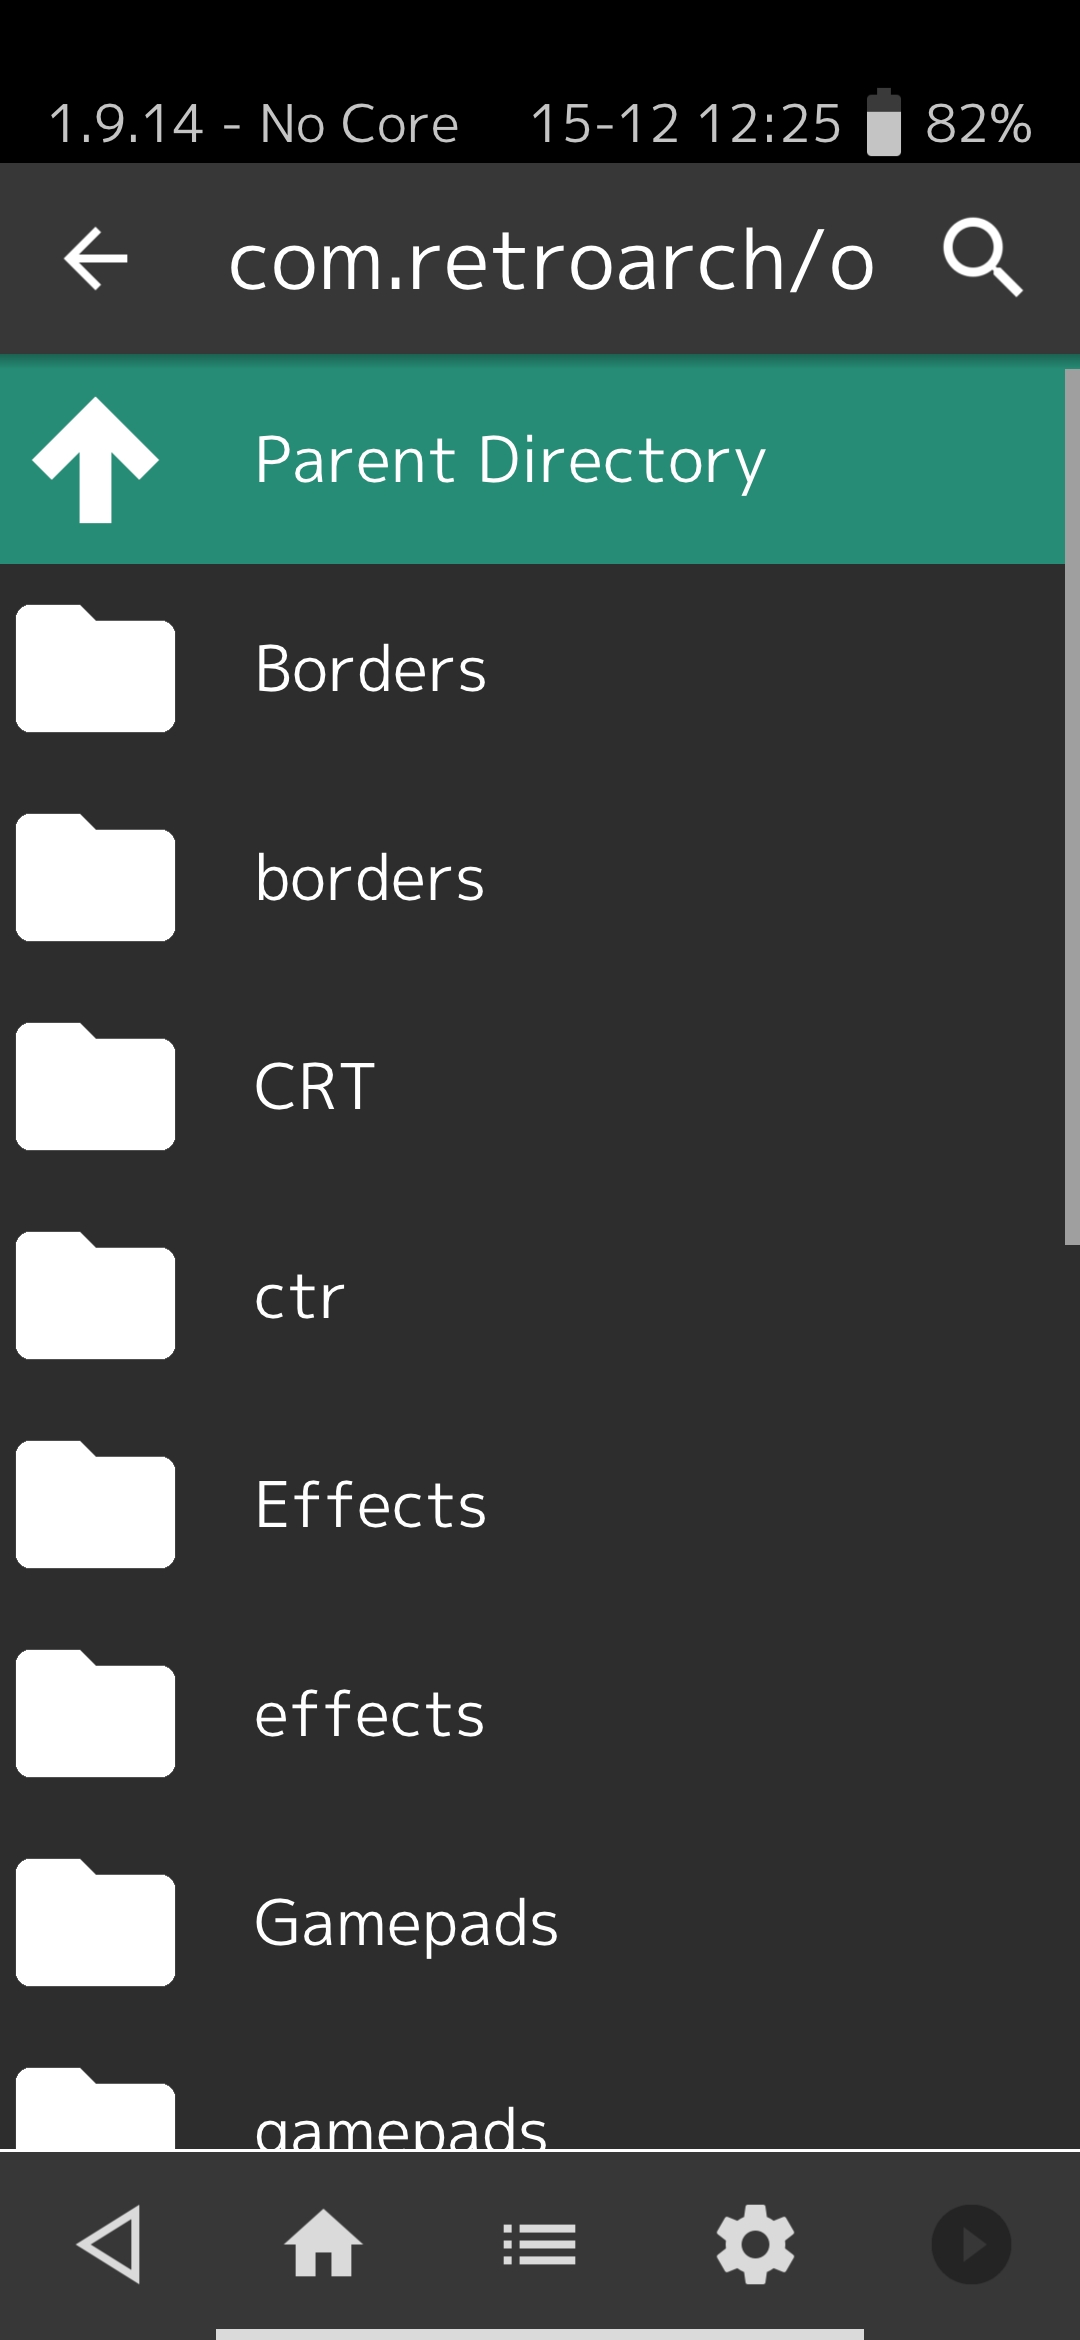 1.9.14 - No Core 15-12 12:25 82%
com.retroarch/o
Parent Directory
Borders
borders
CRT
ctr
Effects
effects
Gamepads
gamepads